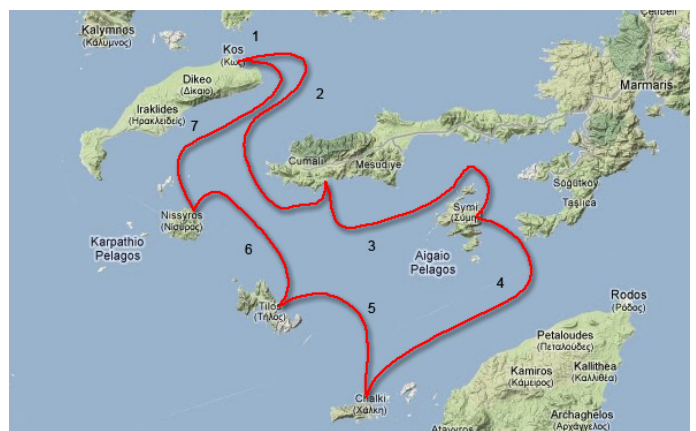 Kalymnos
(Κάλυμνος)
1
Kos
(Κως)
Dikeo
(Δίκαιο)
Iraklides
(Ηρακλειδείς)
7
2
Marmaris
Cumali
Mesudiye
Söğütköy
Taşlica
Symi
(Σύμη)
Nissyros
(Νίσυρος)
Karpathio
Pelagos
6
3
Aigaio
Pelagos
4
5
Tilos
(Τήλος)
Rodos
(Ρόδος)
Petaloudes
(Πεταλούδες)
Kamiros
(Κάμειρος)
Kallithea
(Καλλιθέα)
Chalki
(Χάλκη)
Archaghelos
(Αρχάγγελος)